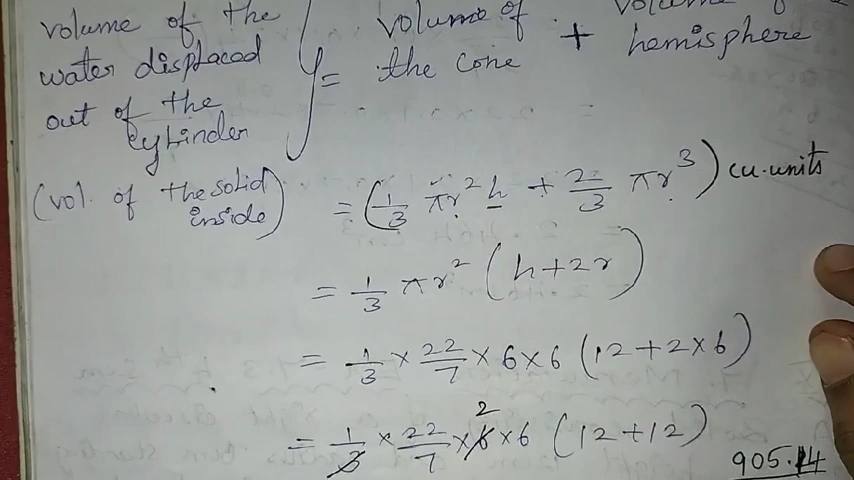 volume of the
water displaced
out of the
cylinder
} =
volume of
the cone
+
hemisphere
(vol. of the solid
inside)
= (1/3 πr²h + 2/3 πr³) cu.units
= 1/3 πr² (h+2r)
= 1/3 × 22/7 × 6×6 (12+2×6)
= 1/3 × 22/7 × 6 2 ×6 (12+12)
905.14